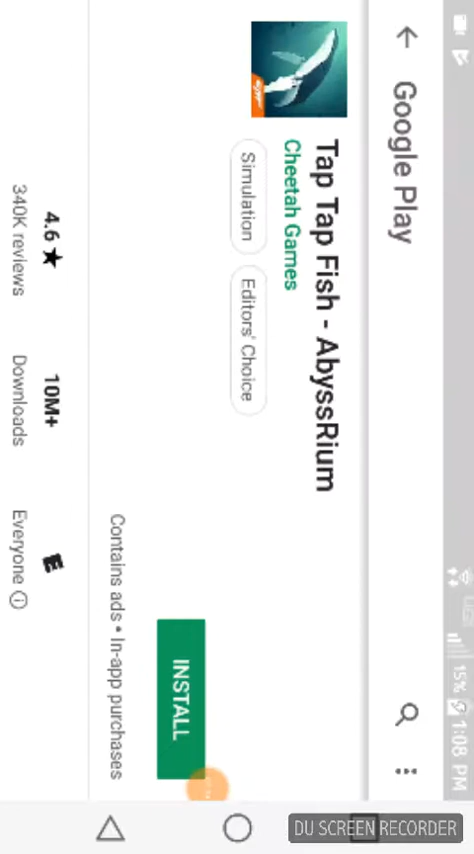 15% 1:08 PM
Google Play
Tap Tap Fish - AbyssRium
Cheetah Games
Simulation
Editors' Choice
INSTALL
Contains ads • In-app purchases
4.6 ★
10M+
E
340K reviews
Downloads
Everyone
DU SCREEN RECORDER